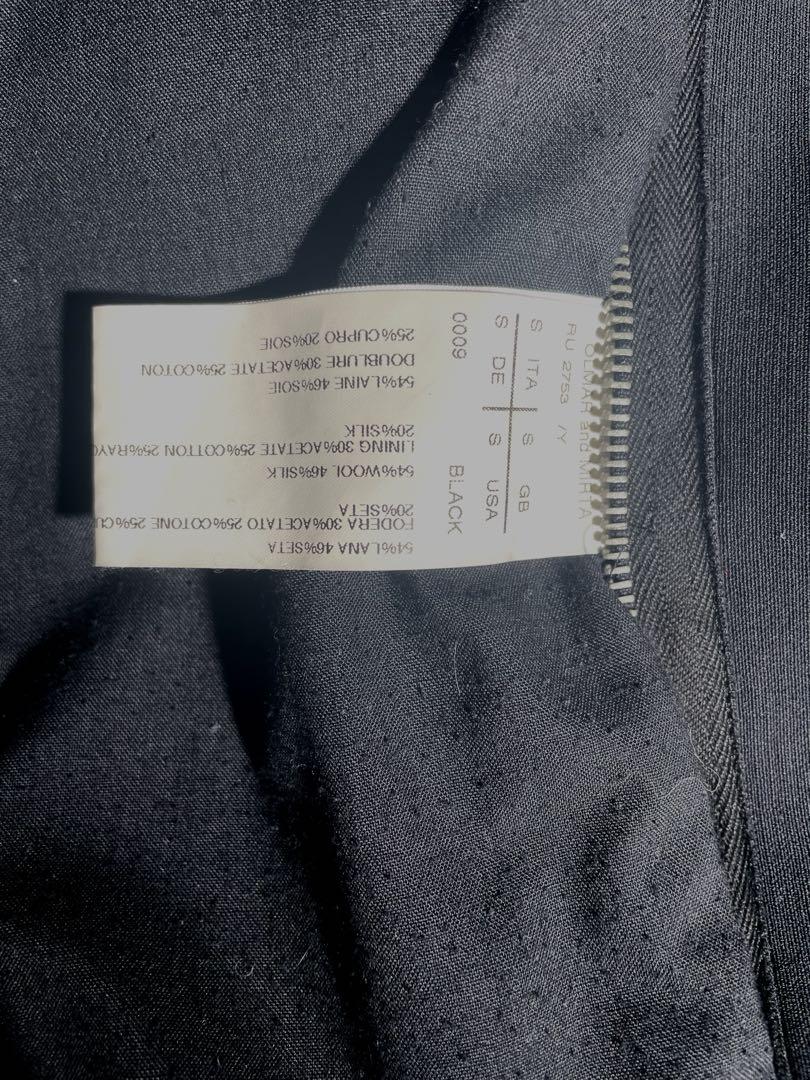 OLMAR and MIRTA
RU 2753 /Y
S ITA S GB
S DE S USA
0009 BLACK
54%LANA 46%SETA
FODERA 30%ACETATO 25%COTONE 25%CU
20%SETA
54%WOOL 46%SILK
LINING 30%ACETATE 25%COTTON 25%RAYO
20%SILK
54%LAINE 46%SOIE
DOUBLURE 30%ACETATE 25%COTON
25%CUPRO 20%SOIE